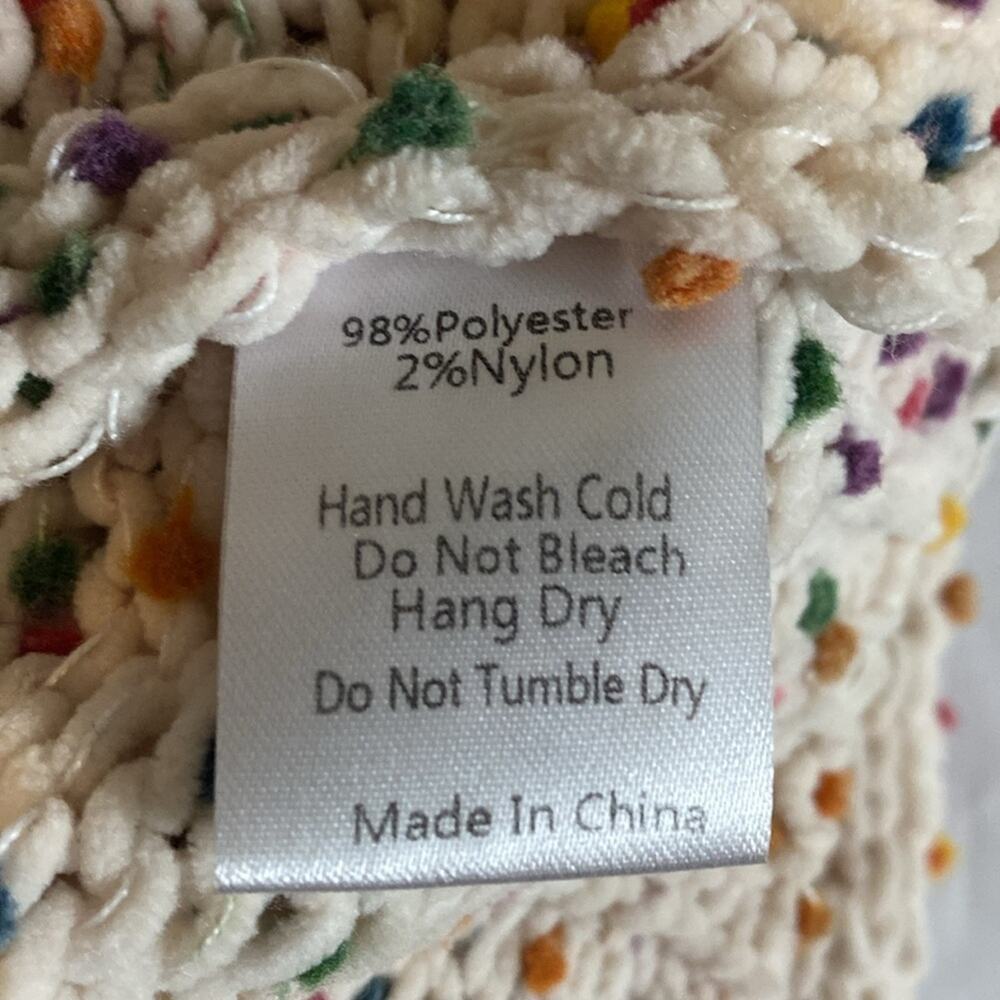 98%Polyester
2%Nylon
Hand Wash Cold
Do Not Bleach
Hang Dry
Do Not Tumble Dry
Made In China